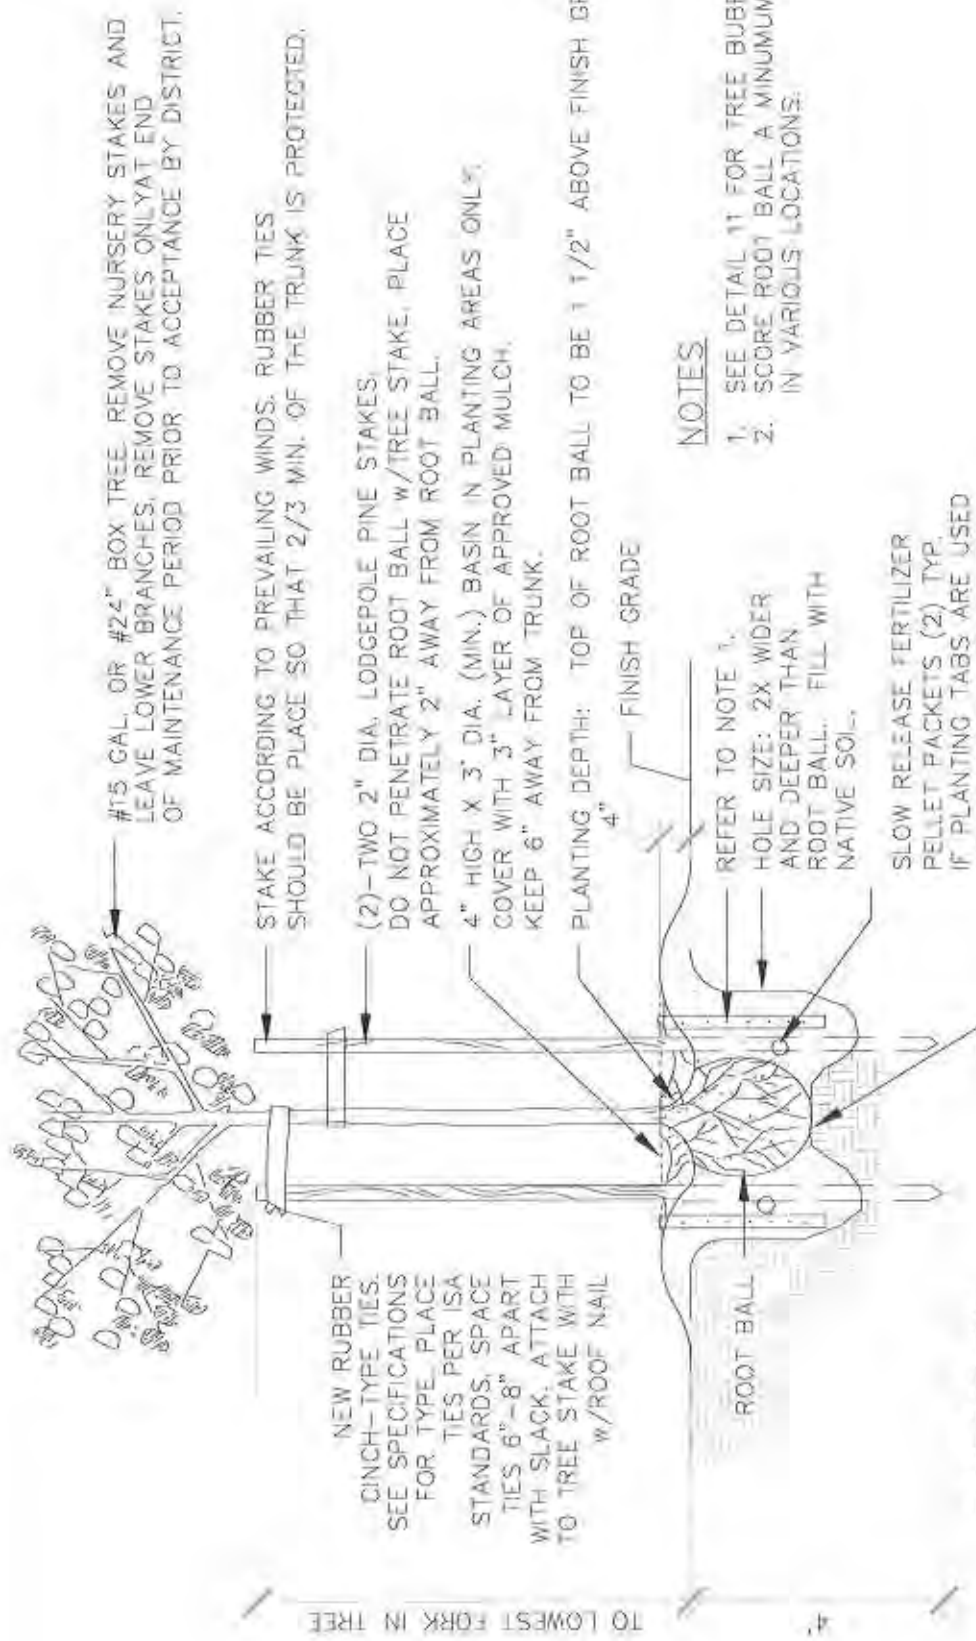 #15 GAL. OR #24" BOX TREE. REMOVE NURSERY STAKES AND
LEAVE LOWER BRANCHES. REMOVE STAKES ONLYAT END
OF MAINTENANCE PERIOD PRIOR TO ACCEPTANCE BY DISTRICT.
STAKE ACCORDING TO PREVAILING WINDS. RUBBER TIES
SHOULD BE PLACE SO THAT 2/3 MIN. OF THE TRUNK IS PROTECTED.
(2)-TWO 2" DIA. LODGEPOLE PINE STAKES.
DO NOT PENETRATE ROOT BALL W/TREE STAKE. PLACE
APPROXIMATELY 2" AWAY FROM ROOT BALL.
4" HIGH X 3' DIA. (MIN.) BASIN IN PLANTING AREAS ONLY.
COVER WITH 3" LAYER OF APPROVED MULCH.
KEEP 6" AWAY FROM TRUNK.
PLANTING DEPTH: TOP OF ROOT BALL TO BE 1 1/2" ABOVE FINISH
4"
FINISH GRADE
REFER TO NOTE 1.
HOLE SIZE: 2X WIDER
AND DEEPER THAN
ROOT BALL. FILL WITH
NATIVE SOIL.
SLOW RELEASE FERTILIZER
PELLET PACKETS (2) TYP.
IF PLANTING TABS ARE USED
NEW RUBBER
CINCH-TYPE TIES.
SEE SPECIFICATIONS
FOR TYPE. PLACE
TIES PER ISA
STANDARDS. SPACE
TIES 6"-8" APART
WITH SLACK. ATTACH
TO TREE STAKE WITH
W/ROOF NAIL
ROOT BALL
TO LOWEST FORK IN TREE
4'
NOTES
1. SEE DETAIL 11 FOR TREE
2. SCORE ROOT BALL A MINUMUM
IN VARIOUS LOCATIONS.